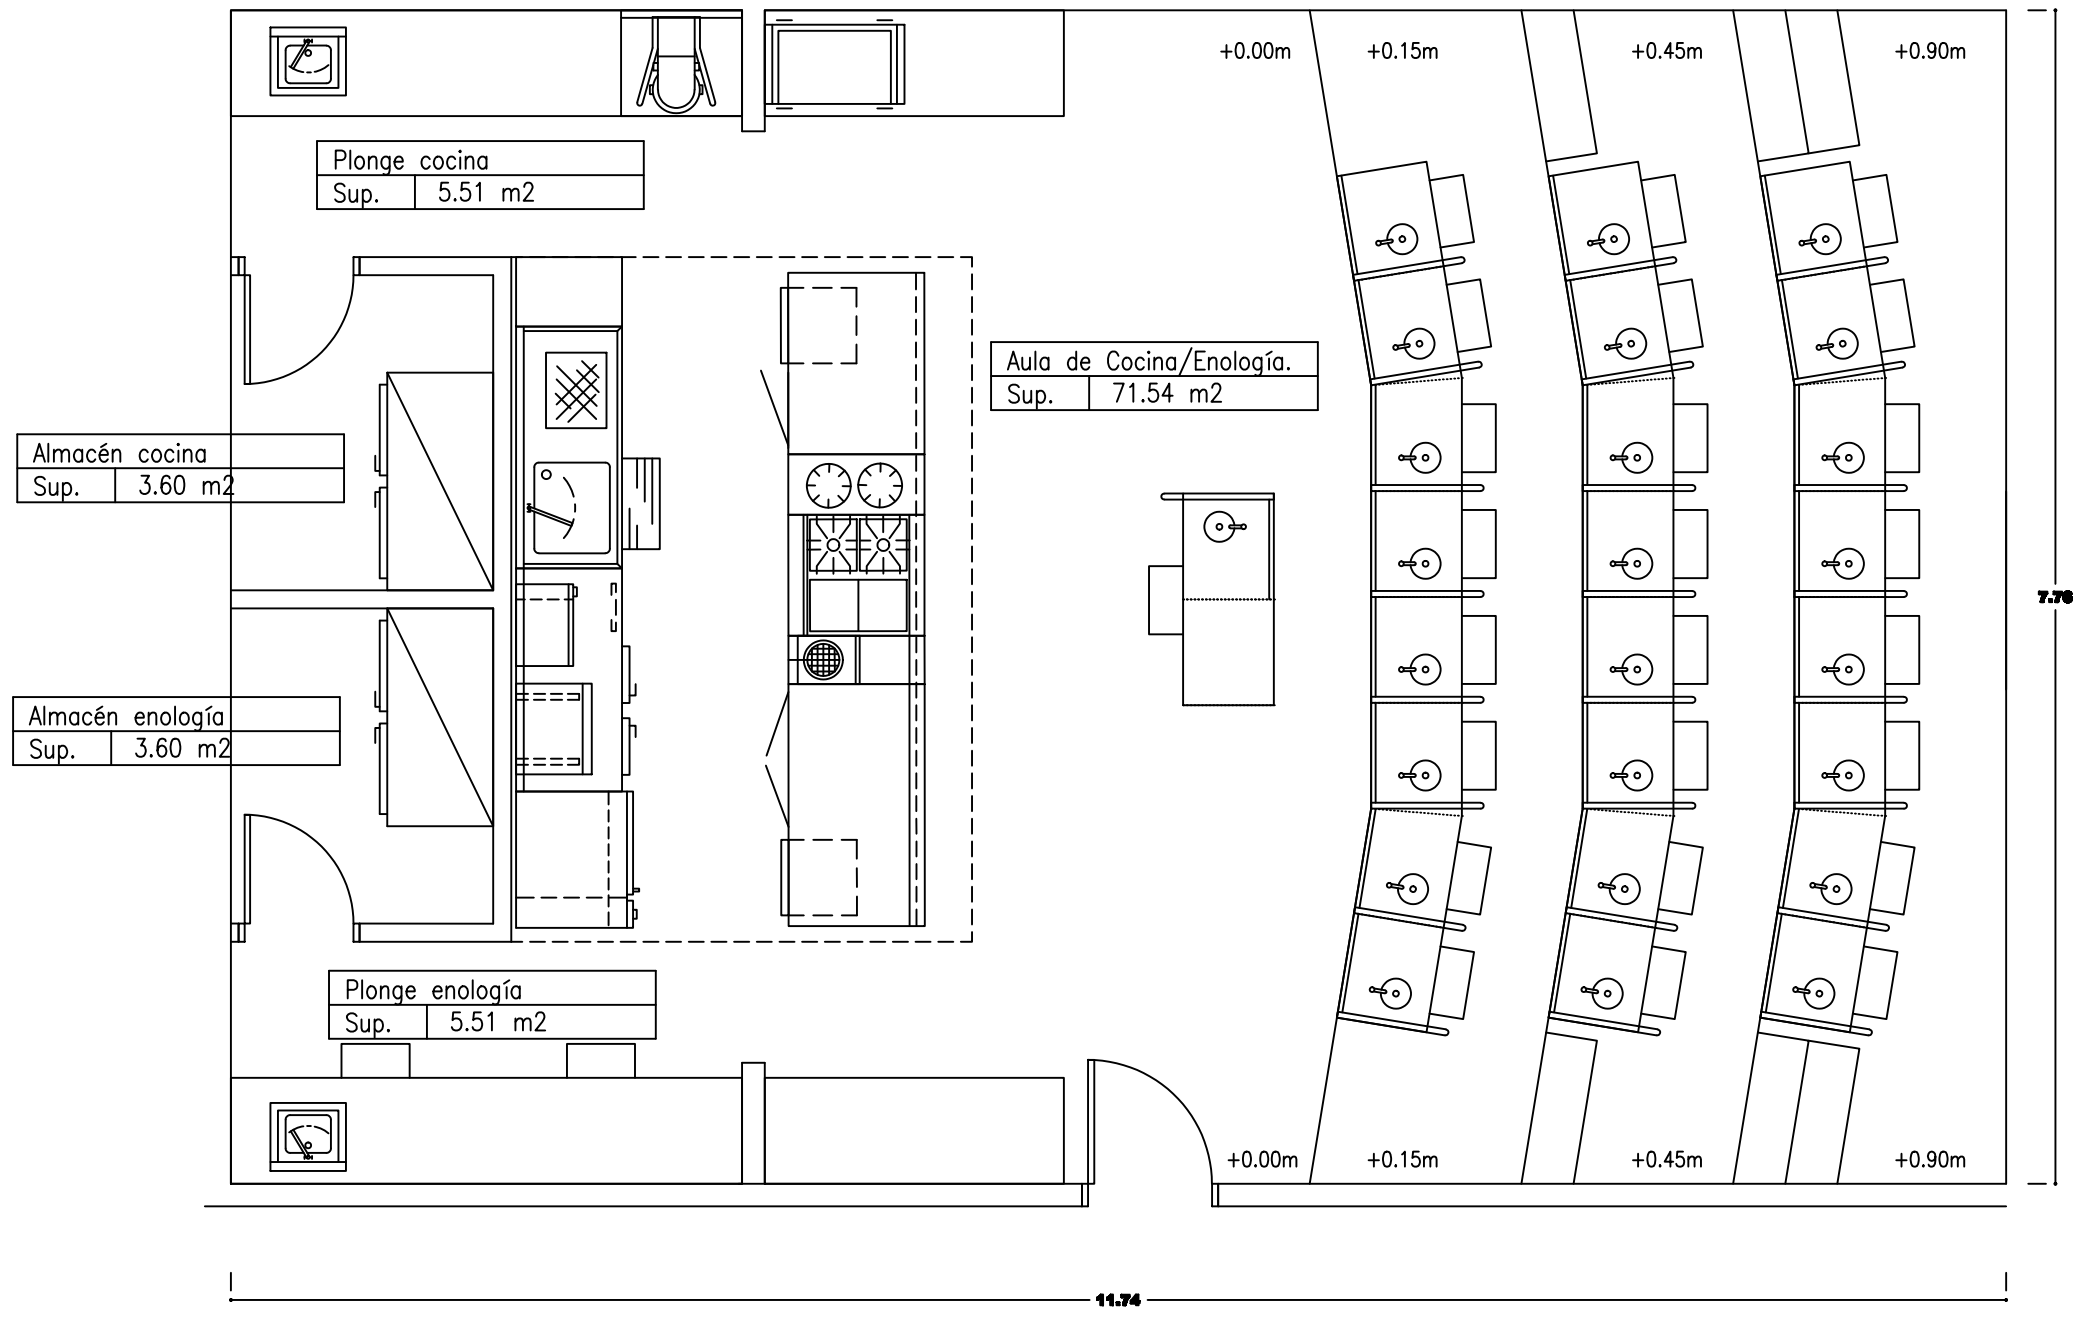 +0.00m +0.15m +0.45m +0.90m
Plonge cocina
Sup. 5.51 m2
Aula de Cocina/Enología.
Sup. 71.54 m2
Almacén cocina
Sup. 3.60 m2
7.76
Almacén enología
Sup. 3.60 m2
Plonge enología
Sup. 5.51 m2
+0.00m +0.15m +0.45m +0.90m
11.74